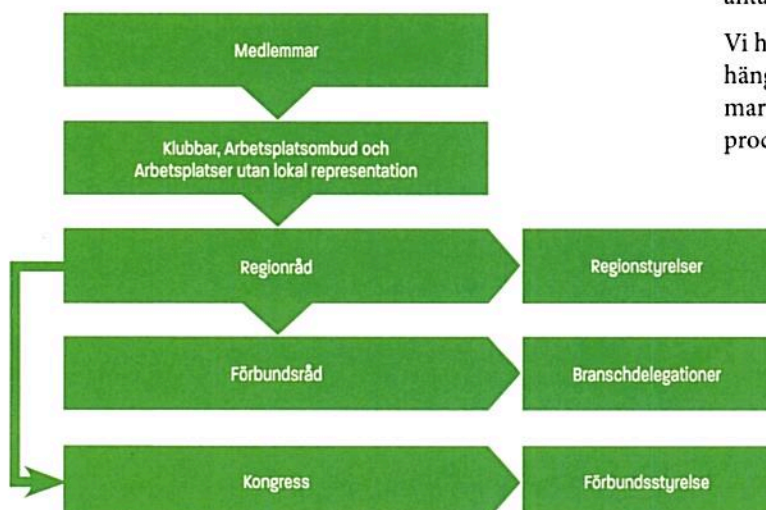 Vi h
häng
mar
proc
Medlemmar
Klubbar, Arbetsplatsombud och
Arbetsplatser utan lokal representation
Regionråd
Regionstyrelser
Förbundsråd
Branschdelegationer
Kongress
Förbundsstyrelse